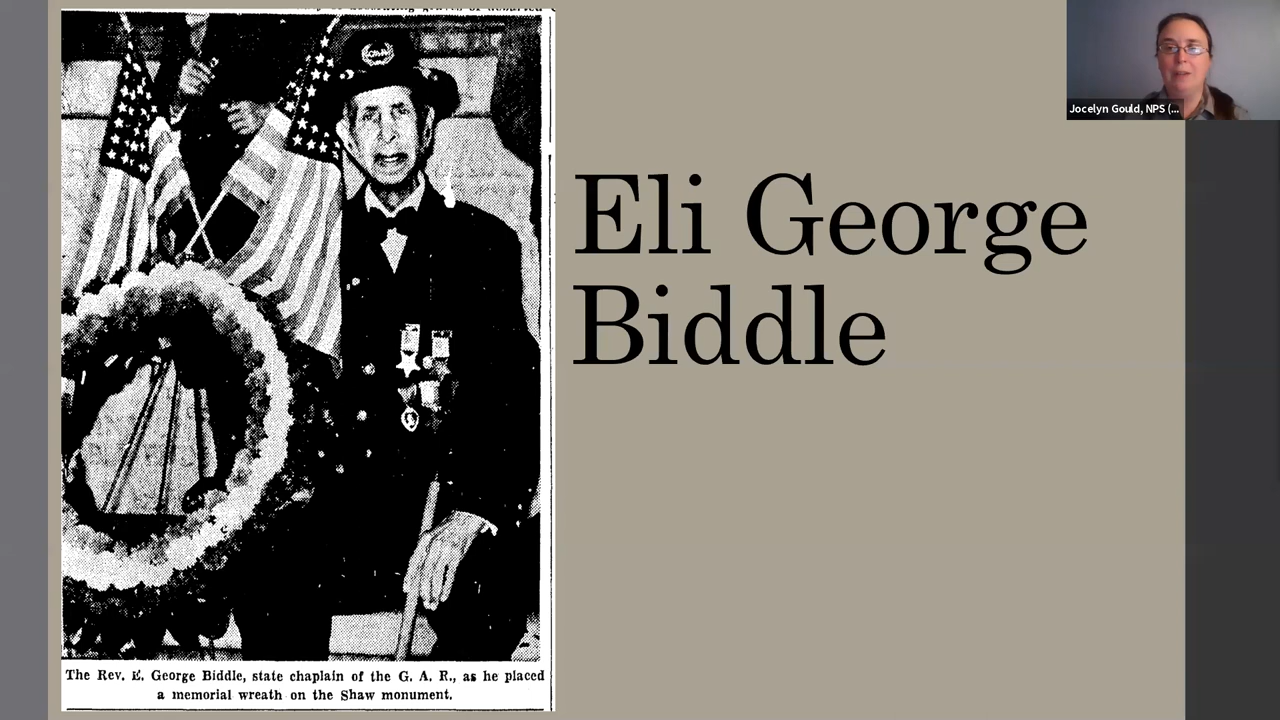 Jocelyn Gould, NPS (...
Eli George
Biddle
The Rev. E. George Biddle, state chaplain of the G. A. R., as he placed
a memorial wreath on the Shaw monument.